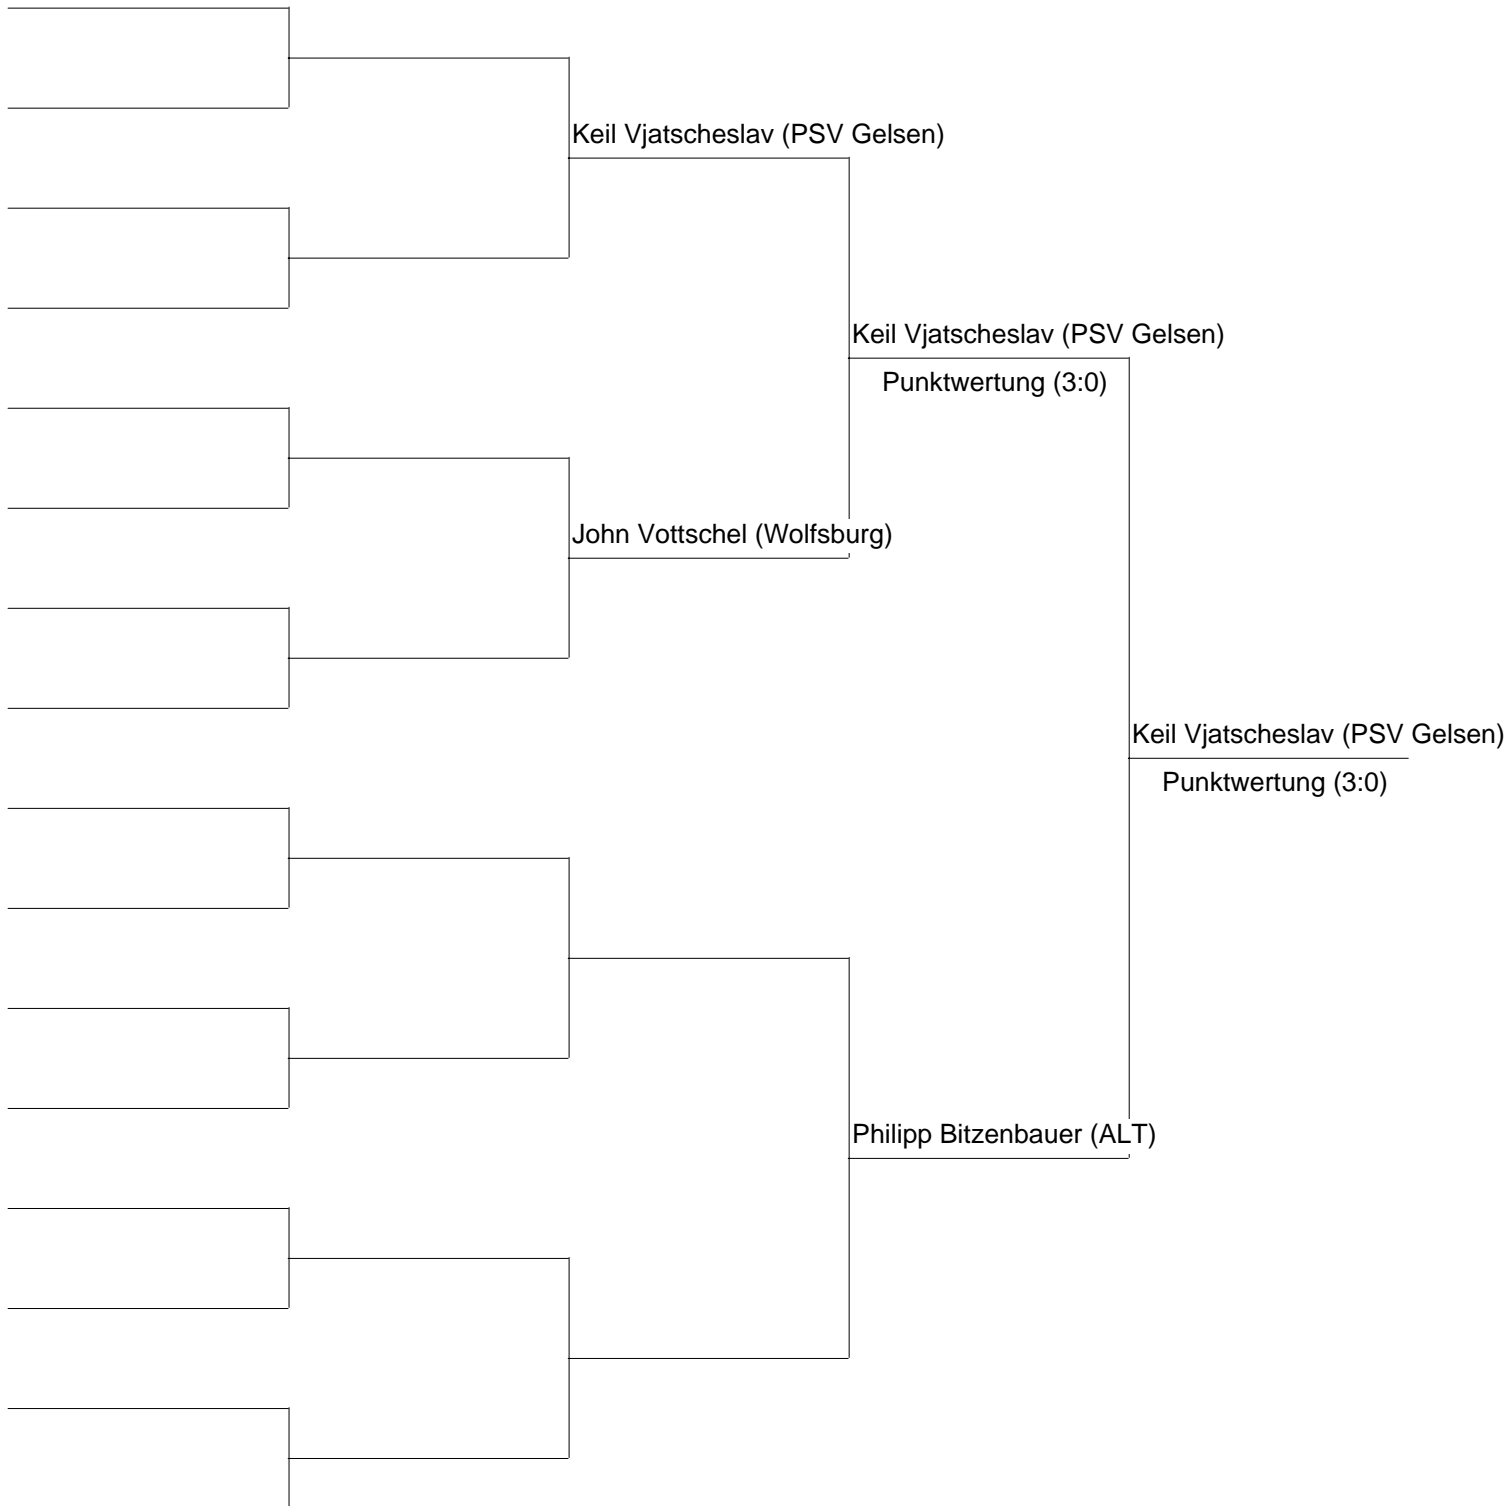 Keil Vjatscheslav (PSV Gelsen)
Keil Vjatscheslav (PSV Gelsen)
Punktwertung (3:0)
John Vottschel (Wolfsburg)
Keil Vjatscheslav (PSV Gelsen)
Punktwertung (3:0)
Philipp Bitzenbauer (ALT)